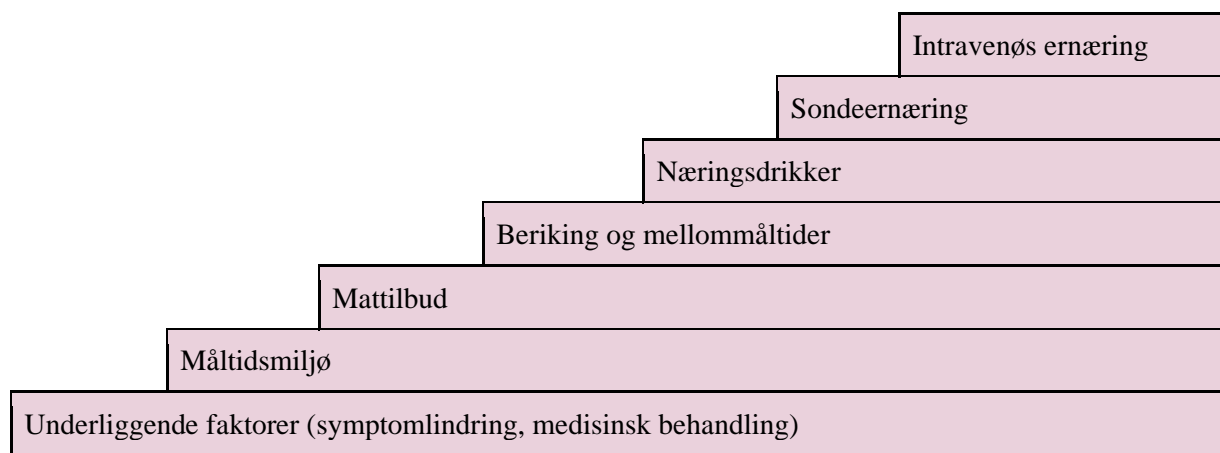 Intravenøs ernæring
Sondeernæring
Næringsdrikker
Beriking og mellommåltider
Mattilbud
Måltidsmiljø
Underliggende faktorer (symptomlindring, medisinsk behandling)